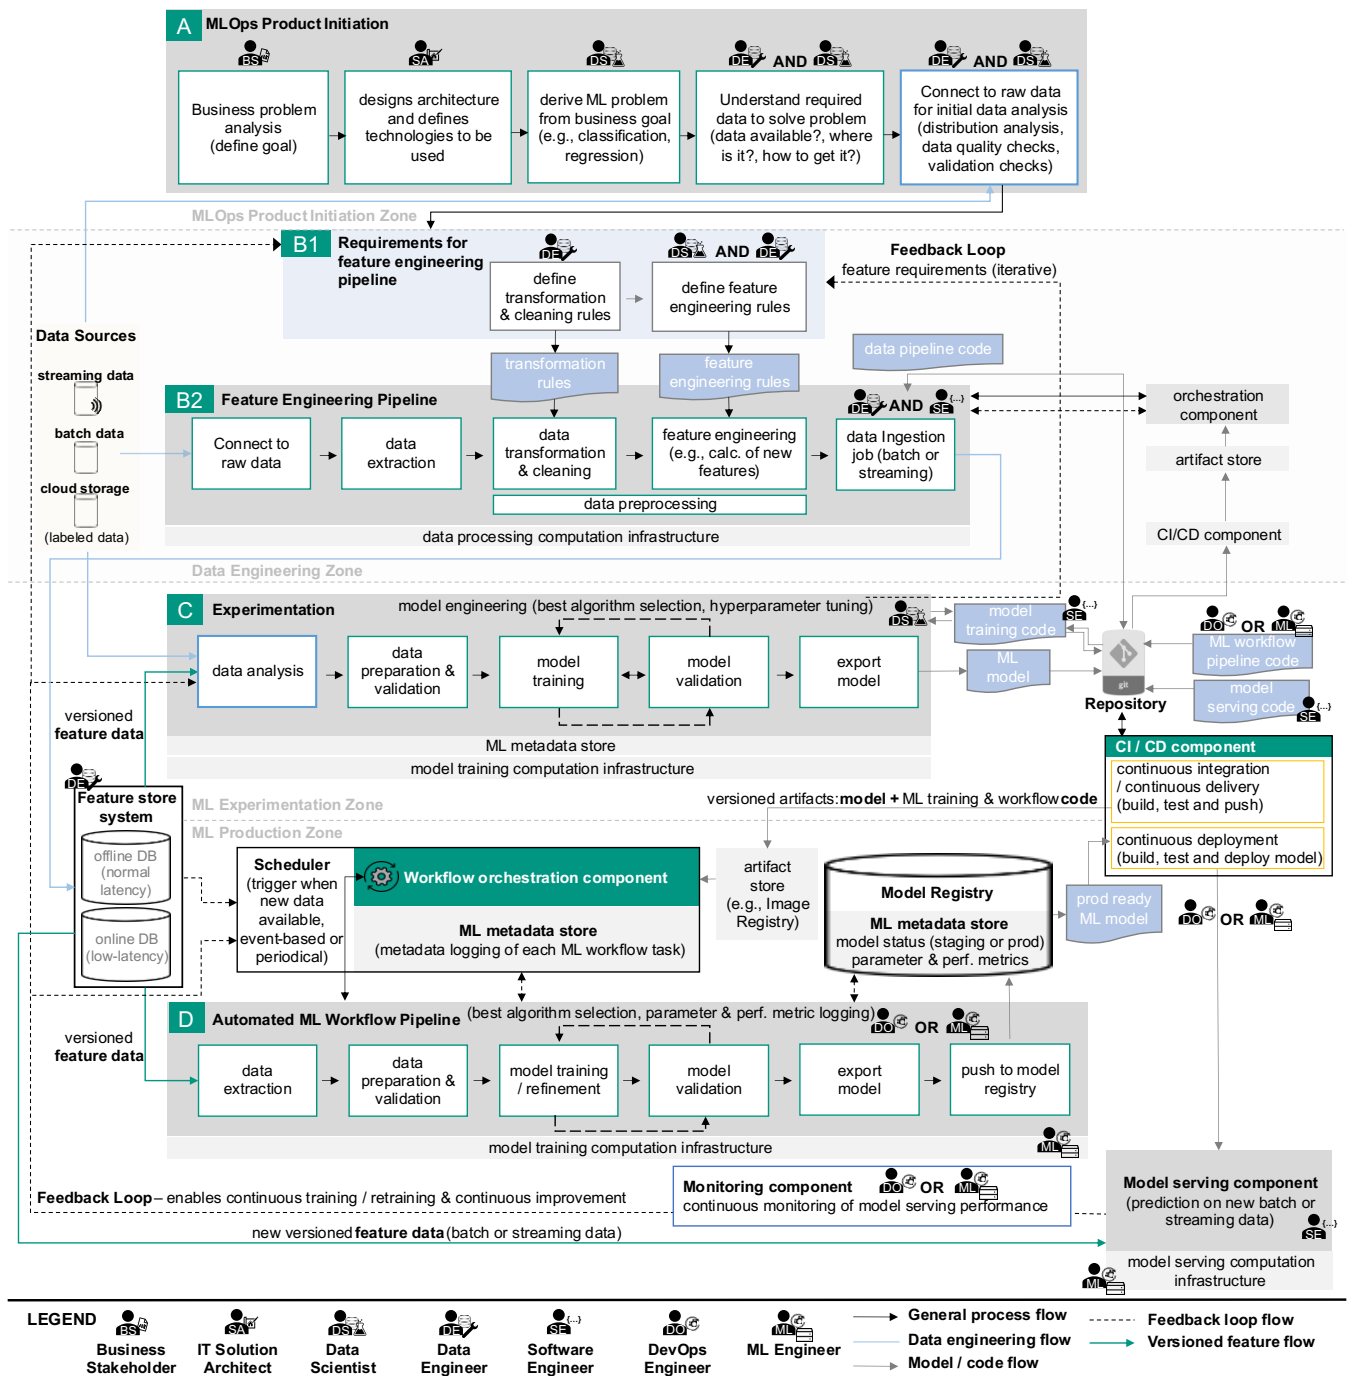 A MLOps Product Initiation
BS
SA
DS
DE AND DS
DE AND DS
Business problem
analysis
(define goal)
designs architecture
and defines
technologies to be
used
derive ML problem
from business goal
(e.g., classification,
regression)
Understand required
data to solve problem
(data available?, where
is it?, how to get it?)
Connect to raw data
for initial data analysis
(distribution analysis,
data quality checks,
validation checks)
MLOps Product Initiation Zone
B1 Requirements for
feature engineering
pipeline
DE
DS AND DE
define
transformation
& cleaning rules
define feature
engineering rules
Feedback Loop
feature requirements (iterative)
Data Sources
streaming data
batch data
cloud storage
(labeled data)
transformation
rules
feature
engineering rules
data pipeline code
B2 Feature Engineering Pipeline
DE AND SE {...}
Connect to
raw data
data
extraction
data
transformation
& cleaning
feature engineering
(e.g., calc. of new
features)
data Ingestion
job (batch or
streaming)
data preprocessing
data processing computation infrastructure
orchestration
component
artifact store
CI/CD component
Data Engineering Zone
C Experimentation
model engineering (best algorithm selection, hyperparameter tuning)
DS
data analysis
data
preparation &
validation
model
training
model
validation
export
model
ML metadata store
model training computation infrastructure
model
training code
SE {...}
ML
model
DO OR ML
ML workflow
pipeline code
model
serving code
SE {...}
git
Repository
versioned
feature data
DE
Feature store
system
offline DB
(normal
latency)
online DB
(low-latency)
versioned
feature data
CI / CD component
continuous integration
/ continuous delivery
(build, test and push)
continuous deployment
(build, test and deploy model)
versioned artifacts: model + ML training & workflow code
ML Experimentation Zone
ML Production Zone
Scheduler
(trigger when
new data
available,
event-based or
periodical)
Workflow orchestration component
ML metadata store
(metadata logging of each ML workflow task)
artifact
store
(e.g., Image
Registry)
Model Registry
ML metadata store
model status (staging or prod)
parameter & perf. metrics
prod ready
ML model
DO OR ML
D Automated ML Workflow Pipeline
(best algorithm selection, parameter & perf. metric logging)
DO OR ML
data
extraction
data
preparation &
validation
model training
/ refinement
model
validation
export
model
push to model
registry
model training computation infrastructure
ML
Feedback Loop – enables continuous training / retraining & continuous improvement
Monitoring component
DO OR ML
continuous monitoring of model serving performance
new versioned feature data (batch or streaming data)
Model serving component
(prediction on new batch or
streaming data)
SE {...}
ML
model serving computation
infrastructure
LEGEND
BS
Business
Stakeholder
SA
IT Solution
Architect
DS
Data
Scientist
DE
Data
Engineer
SE {...}
Software
Engineer
DO
DevOps
Engineer
ML
ML Engineer
General process flow
Data engineering flow
Model / code flow
Feedback loop flow
Versioned feature flow